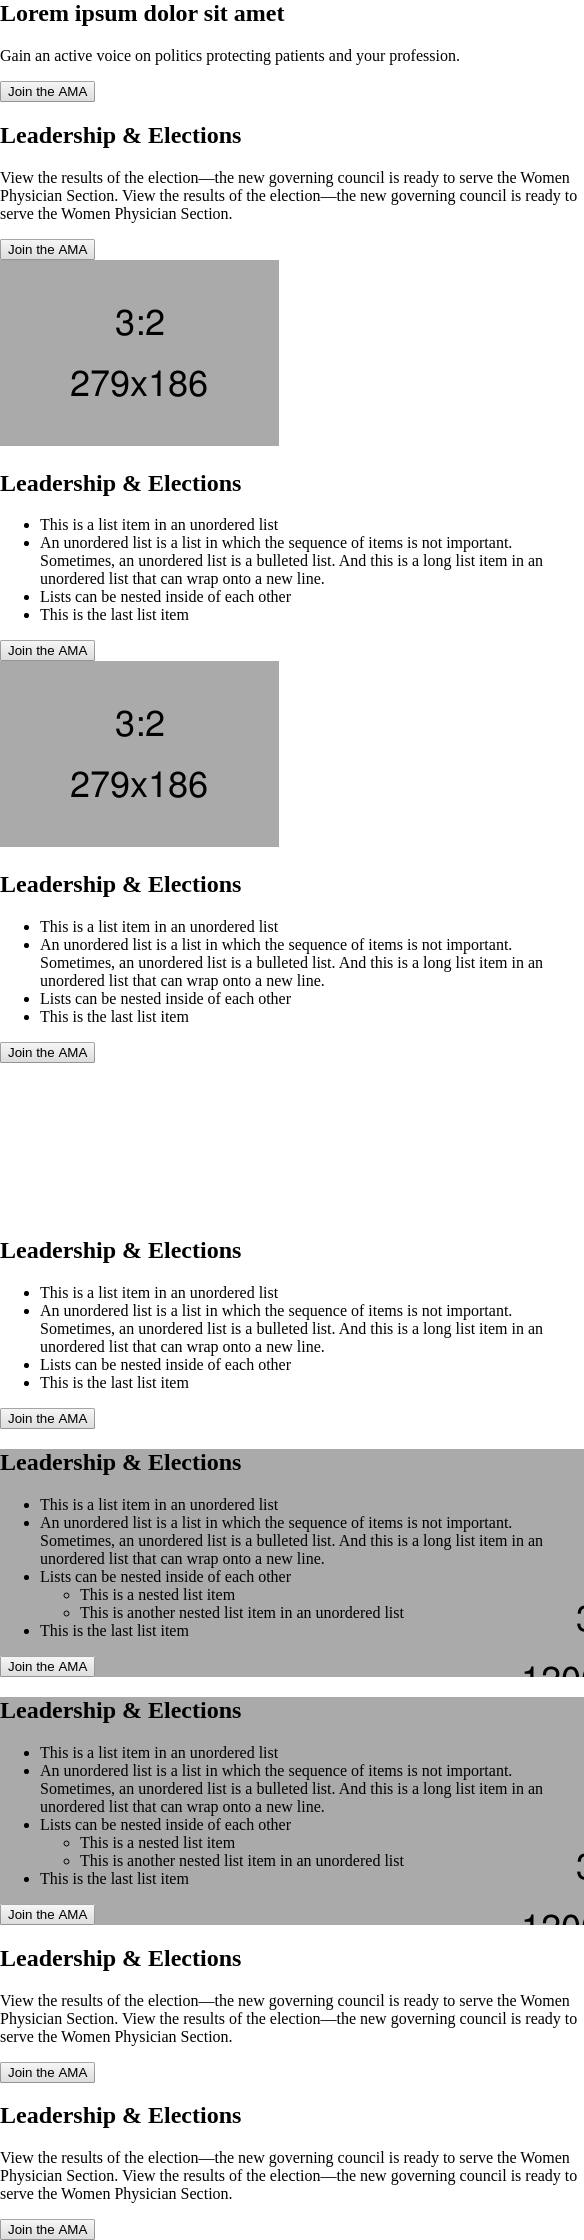 Lorem ipsum dolor sit amet
Gain an active voice on politics protecting patients and your profession.
Join the AMA
Leadership & Elections
View the results of the election—the new governing council is ready to serve the Women
Physician Section. View the results of the election—the new governing council is ready to
serve the Women Physician Section.
Join the AMA
3:2
279x186
Leadership & Elections
This is a list item in an unordered list
An unordered list is a list in which the sequence of items is not important.
Sometimes, an unordered list is a bulleted list. And this is a long list item in an
unordered list that can wrap onto a new line.
Lists can be nested inside of each other
This is the last list item
Join the AMA
3:2
279x186
Leadership & Elections
This is a list item in an unordered list
An unordered list is a list in which the sequence of items is not important.
Sometimes, an unordered list is a bulleted list. And this is a long list item in an
unordered list that can wrap onto a new line.
Lists can be nested inside of each other
This is the last list item
Join the AMA
Leadership & Elections
This is a list item in an unordered list
An unordered list is a list in which the sequence of items is not important.
Sometimes, an unordered list is a bulleted list. And this is a long list item in an
unordered list that can wrap onto a new line.
Lists can be nested inside of each other
This is the last list item
Join the AMA
Leadership & Elections
This is a list item in an unordered list
An unordered list is a list in which the sequence of items is not important.
Sometimes, an unordered list is a bulleted list. And this is a long list item in an
unordered list that can wrap onto a new line.
Lists can be nested inside of each other
This is a nested list item
This is another nested list item in an unordered list
This is the last list item
Join the AMA
Leadership & Elections
This is a list item in an unordered list
An unordered list is a list in which the sequence of items is not important.
Sometimes, an unordered list is a bulleted list. And this is a long list item in an
unordered list that can wrap onto a new line.
Lists can be nested inside of each other
This is a nested list item
This is another nested list item in an unordered list
This is the last list item
Join the AMA
Leadership & Elections
View the results of the election—the new governing council is ready to serve the Women
Physician Section. View the results of the election—the new governing council is ready to
serve the Women Physician Section.
Join the AMA
Leadership & Elections
View the results of the election—the new governing council is ready to serve the Women
Physician Section. View the results of the election—the new governing council is ready to
serve the Women Physician Section.
Join the AMA